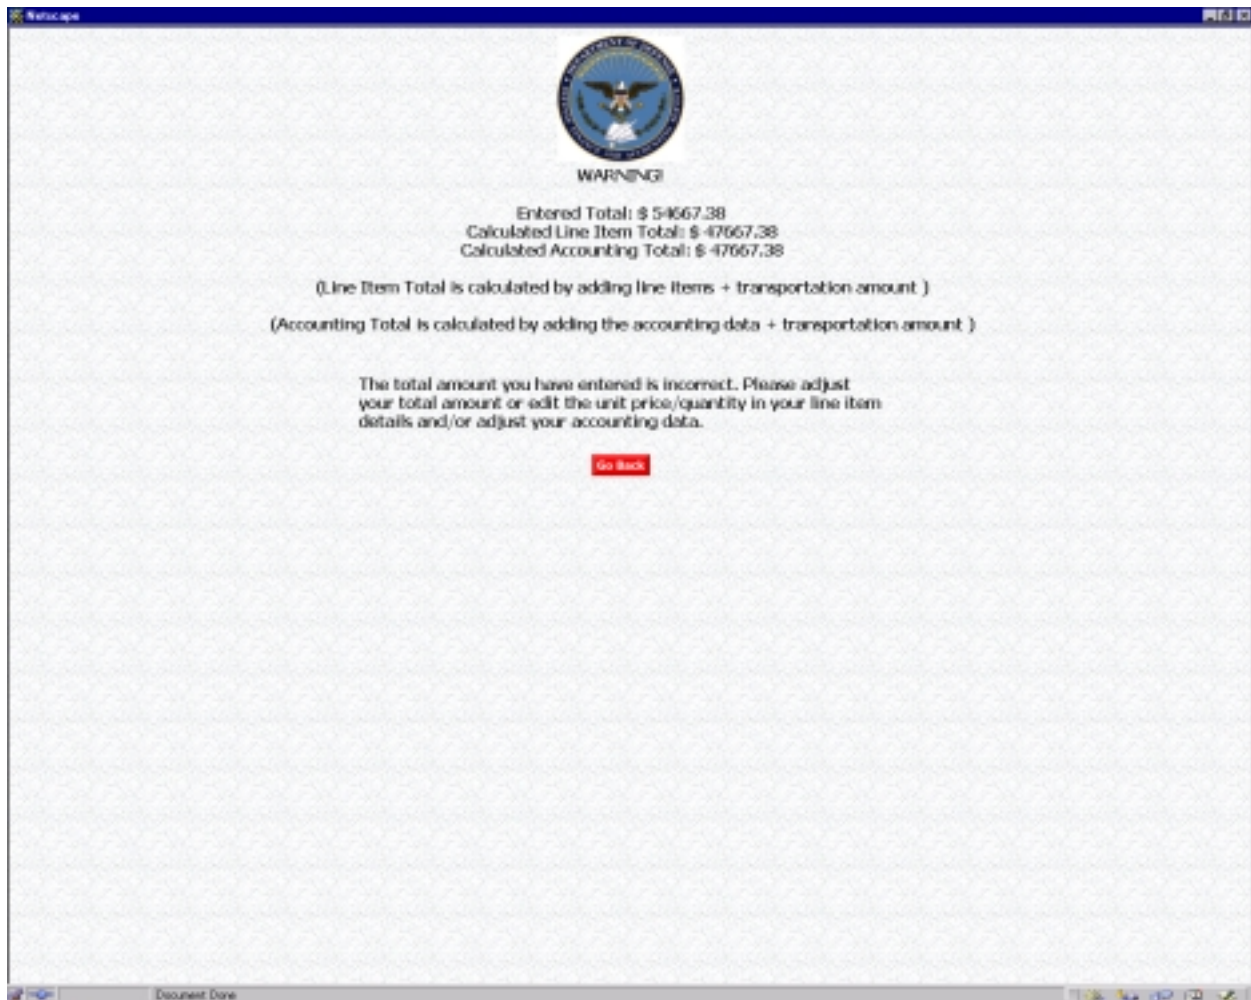 Netscape
DEPARTMENT OF DEFENSE
WARNING!
Entered Total: $ 54667.38
Calculated Line Item Total: $ 47667.38
Calculated Accounting Total: $ 47667.38
(Line Item Total is calculated by adding line items + transportation amount )
(Accounting Total is calculated by adding the accounting data + transportation amount )
The total amount you have entered is incorrect. Please adjust
your total amount or edit the unit price/quantity in your line item
details and/or adjust your accounting data.
Go Back
Document Done